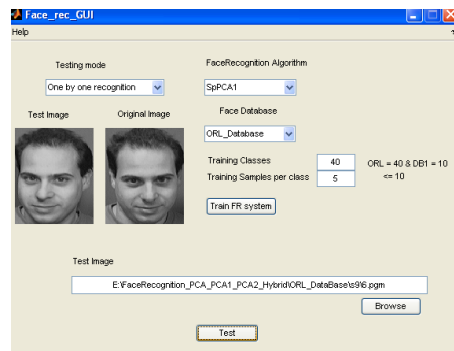 Face_rec_GUI
Help
Testing mode
FaceRecognition Algorithm
One by one recognition
SpPCA1
Test Image
Original Image
Face Database
ORL_Database
Training Classes
40
ORL = 40 & DB1 = 10
Training Samples per class
5
<= 10
Train FR system
Test Image
E:\FaceRecognition_PCA_PCA1_PCA2_Hybrid\ORL_DataBase\s9\6.pgm
Browse
Test